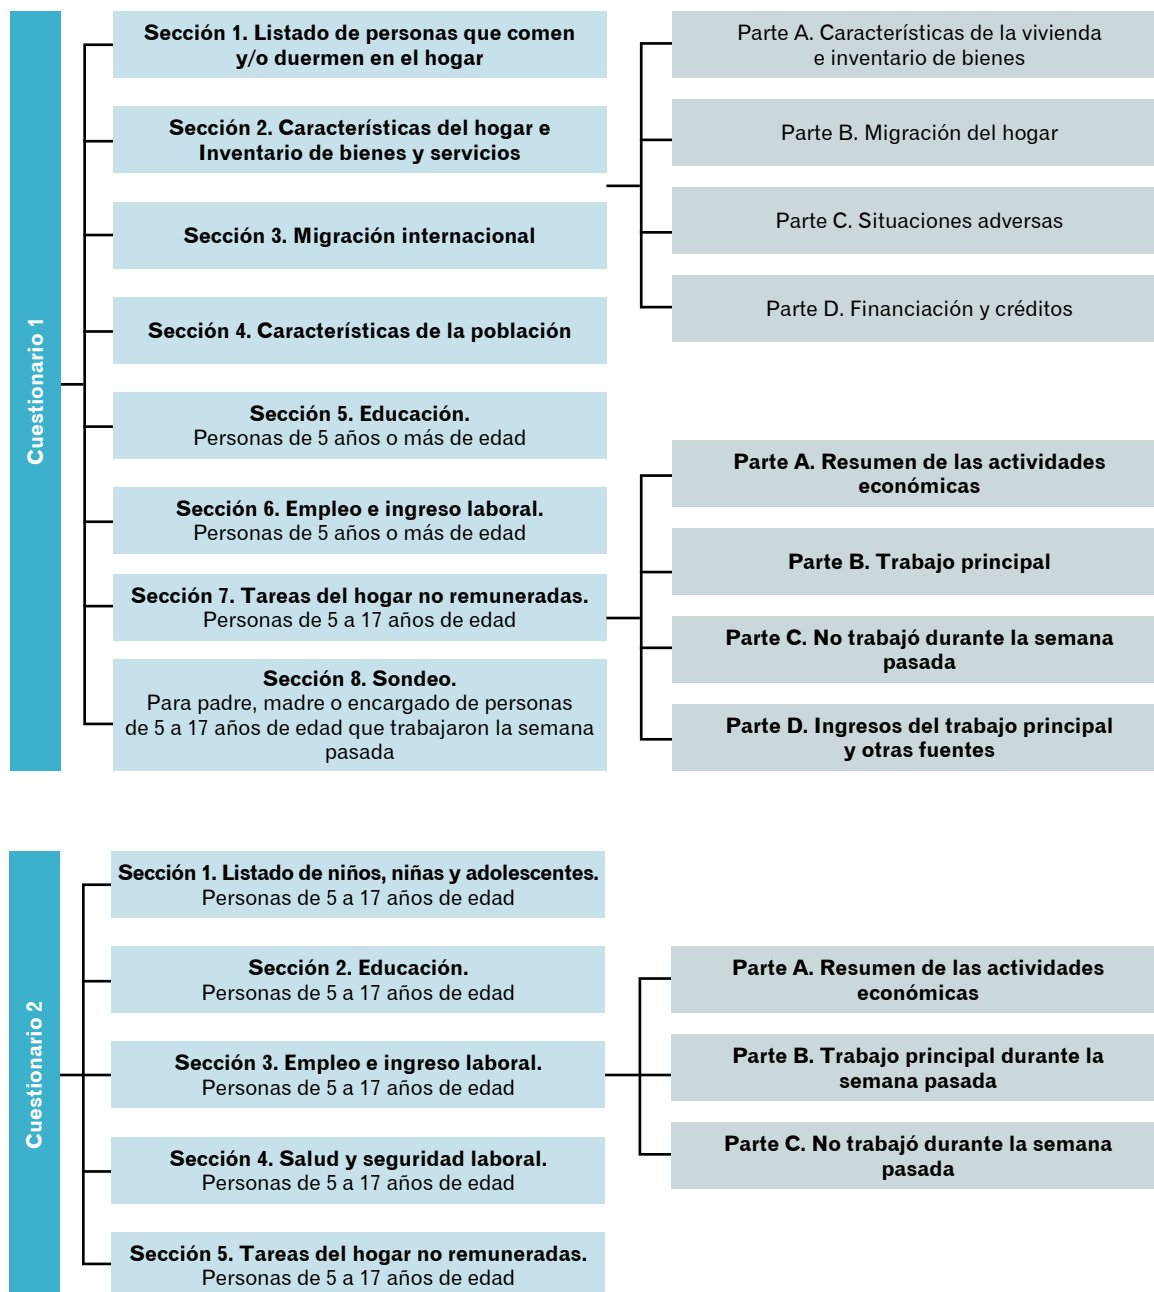 Cuestionario 1
Sección 1. Listado de personas que comen
y/o duermen en el hogar
Sección 2. Características del hogar e
Inventario de bienes y servicios
Sección 3. Migración internacional
Sección 4. Características de la población
Sección 5. Educación.
Personas de 5 años o más de edad
Sección 6. Empleo e ingreso laboral.
Personas de 5 años o más de edad
Sección 7. Tareas del hogar no remuneradas.
Personas de 5 a 17 años de edad
Sección 8. Sondeo.
Para padre, madre o encargado de personas
de 5 a 17 años de edad que trabajaron la semana
pasada
Parte A. Características de la vivienda
e inventario de bienes
Parte B. Migración del hogar
Parte C. Situaciones adversas
Parte D. Financiación y créditos
Parte A. Resumen de las actividades
económicas
Parte B. Trabajo principal
Parte C. No trabajó durante la semana
pasada
Parte D. Ingresos del trabajo principal
y otras fuentes
Cuestionario 2
Sección 1. Listado de niños, niñas y adolescentes.
Personas de 5 a 17 años de edad
Sección 2. Educación.
Personas de 5 a 17 años de edad
Sección 3. Empleo e ingreso laboral.
Personas de 5 a 17 años de edad
Sección 4. Salud y seguridad laboral.
Personas de 5 a 17 años de edad
Sección 5. Tareas del hogar no remuneradas.
Personas de 5 a 17 años de edad
Parte A. Resumen de las actividades
económicas
Parte B. Trabajo principal durante la
semana pasada
Parte C. No trabajó durante la semana
pasada